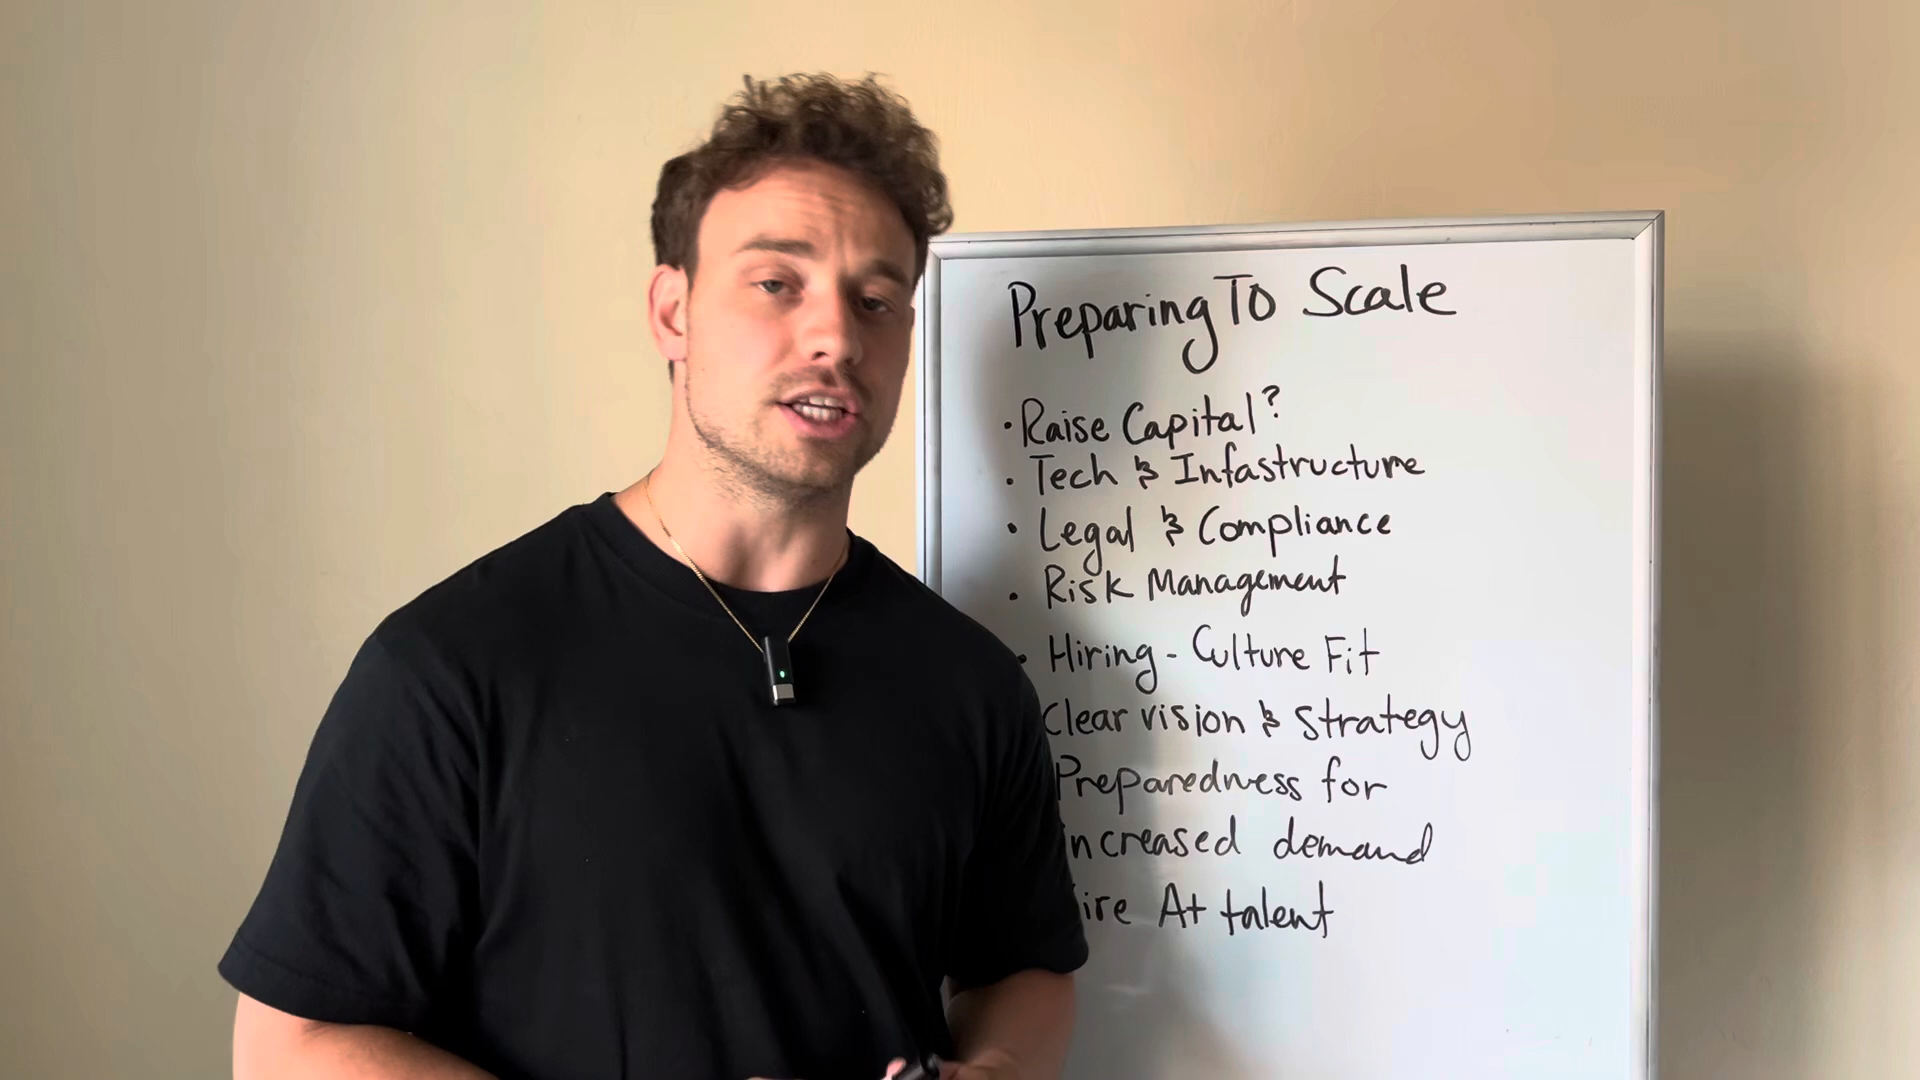 Preparing To Scale
• Raise Capital?
• Tech & Infastructure
• Legal & Compliance
• Risk Management
• Hiring - Culture Fit
Clear vision & Strategy
Preparedness for
increased demand
ire A+ talent